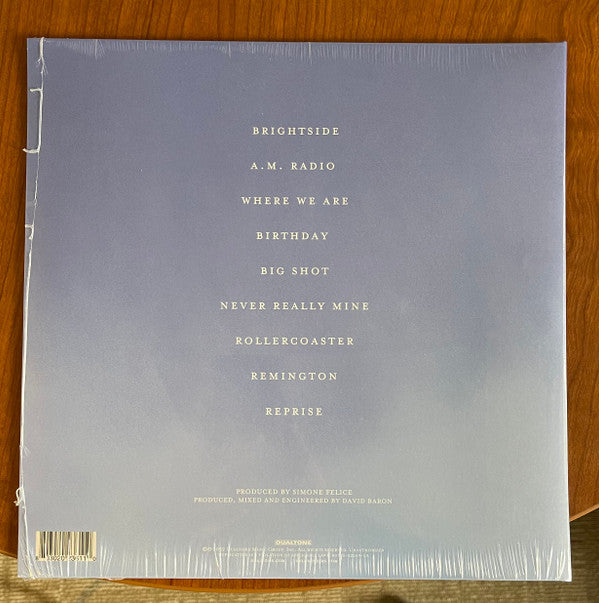 BRIGHTSIDE
A.M. RADIO
WHERE WE ARE
BIRTHDAY
BIG SHOT
NEVER REALLY MINE
ROLLERCOASTER
REMINGTON
REPRISE
PRODUCED BY SIMONE FELICE
PRODUCED, MIXED AND ENGINEERED BY DAVID BARON
DUALTONE